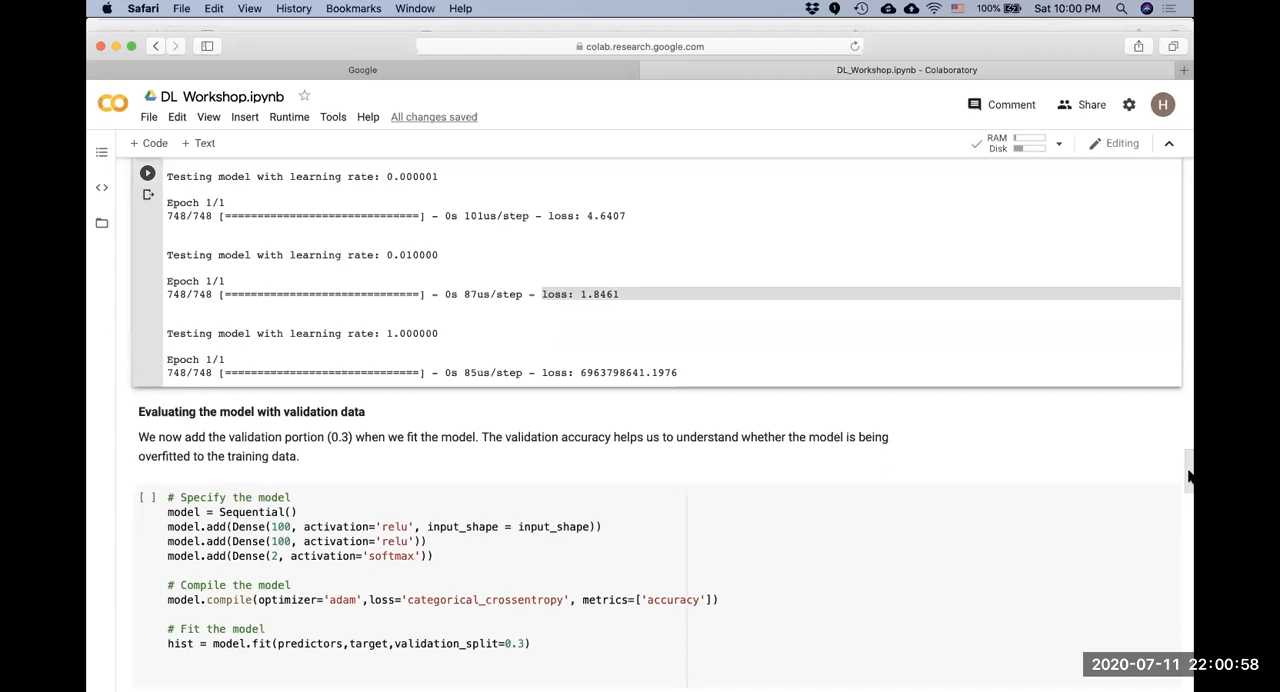 Safari File Edit View History Bookmarks Window Help 100% Sat 10:00 PM
colab.research.google.com
Google
DL_Workshop.ipynb - Colaboratory
DL Workshop.ipynb
Comment Share H
File Edit View Insert Runtime Tools Help All changes saved
+ Code + Text
RAM
Disk
Editing
Testing model with learning rate: 0.000001
Epoch 1/1
748/748 [==============================] - 0s 101us/step - loss: 4.6407
Testing model with learning rate: 0.010000
Epoch 1/1
748/748 [==============================] - 0s 87us/step - loss: 1.8461
Testing model with learning rate: 1.000000
Epoch 1/1
748/748 [==============================] - 0s 85us/step - loss: 6963798641.1976
Evaluating the model with validation data
We now add the validation portion (0.3) when we fit the model. The validation accuracy helps us to understand whether the model is being
overfitted to the training data.
[ ] # Specify the model
model = Sequential()
model.add(Dense(100, activation='relu', input_shape = input_shape))
model.add(Dense(100, activation='relu'))
model.add(Dense(2, activation='softmax'))
# Compile the model
model.compile(optimizer='adam',loss='categorical_crossentropy', metrics=['accuracy'])
# Fit the model
hist = model.fit(predictors,target,validation_split=0.3)
2020-07-11 22:00:58